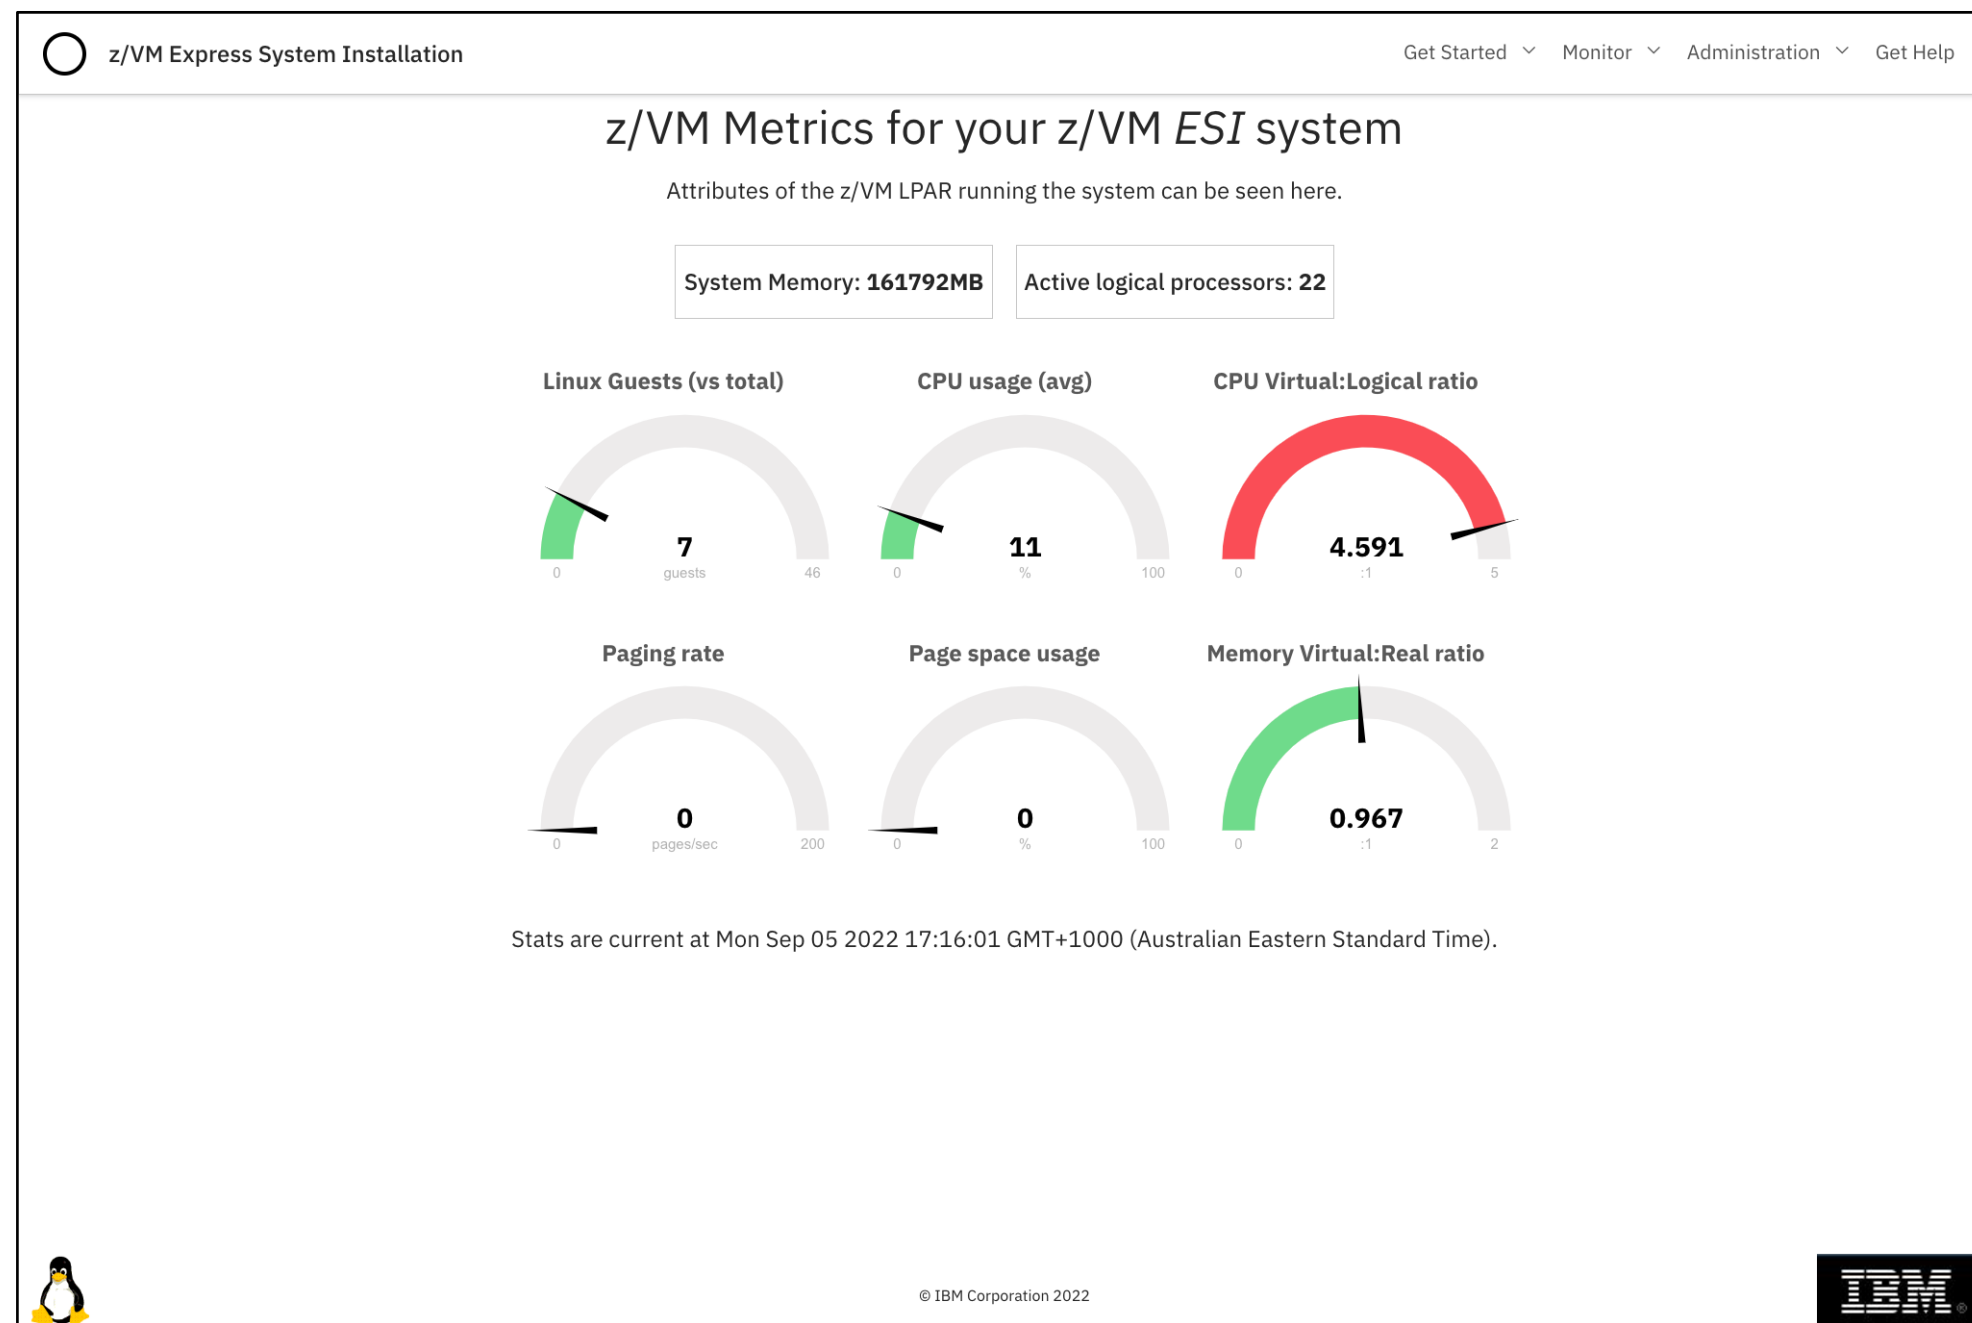 z/VM Express System Installation
Get Started Monitor Administration Get Help
z/VM Metrics for your z/VM ESI system
Attributes of the z/VM LPAR running the system can be seen here.
System Memory: 161792MB Active logical processors: 22
Linux Guests (vs total) CPU usage (avg) CPU Virtual:Logical ratio
7 11 4.591
0 guests 46 0 % 100 0 :1 5
Paging rate Page space usage Memory Virtual:Real ratio
0 0 0.967
0 pages/sec 200 0 % 100 0 :1 2
Stats are current at Mon Sep 05 2022 17:16:01 GMT+1000 (Australian Eastern Standard Time).
© IBM Corporation 2022
IBM®